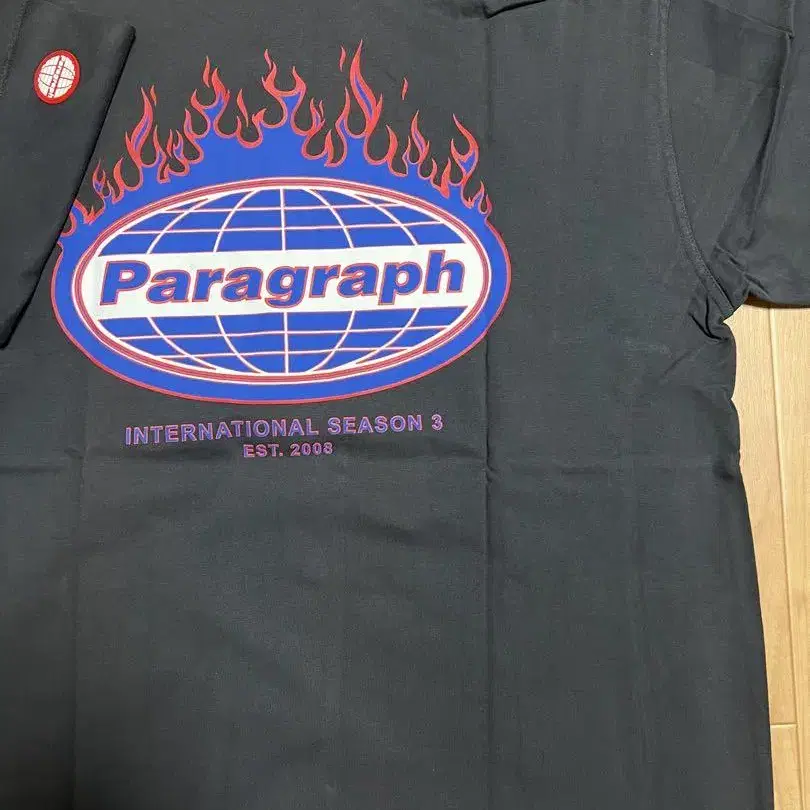 Paragraph
INTERNATIONAL SEASON 3
EST. 2008